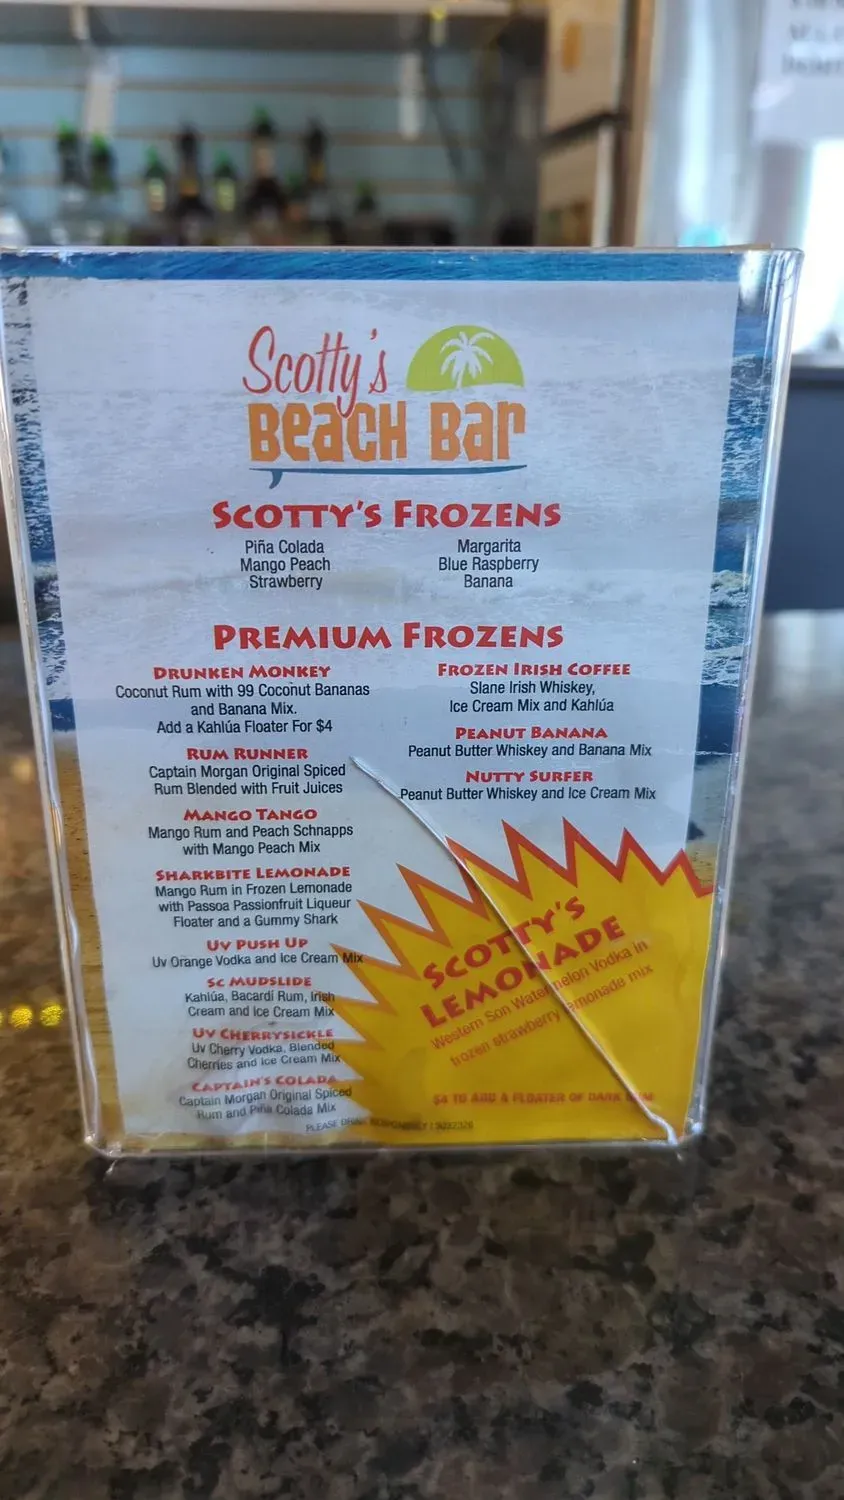 Scotty's
BEACH BAR
SCOTTY'S FROZENS
Piña Colada
Mango Peach
Strawberry
Margarita
Blue Raspberry
Banana
PREMIUM FROZENS
DRUNKEN MONKEY
Coconut Rum with 99 Coconut Bananas
and Banana Mix.
Add a Kahlúa Floater For $4
RUM RUNNER
Captain Morgan Original Spiced
Rum Blended with Fruit Juices
MANGO TANGO
Mango Rum and Peach Schnapps
with Mango Peach Mix
SHARKBITE LEMONADE
Mango Rum in Frozen Lemonade
with Passoa Passionfruit Liqueur
Floater and a Gummy Shark
UV PUSH UP
Uv Orange Vodka and Ice Cream Mix
SC MUDSLIDE
Kahlúa, Bacardi Rum, Irish
Cream and Ice Cream Mix
UV CHERRYSICKLE
Uv Cherry Vodka, Blended
Cherries and Ice Cream Mix
CAPTAIN'S COLADA
Captain Morgan Original Spiced
Rum and Piña Colada Mix
FROZEN IRISH COFFEE
Slane Irish Whiskey,
Ice Cream Mix and Kahlúa
PEANUT BANANA
Peanut Butter Whiskey and Banana Mix
NUTTY SURFER
Peanut Butter Whiskey and Ice Cream Mix
SCOTTY'S
LEMONADE
Western Son Watermelon Vodka in
frozen strawberry lemonade mix
$4 TO ADD A FLOATER OF DARK RUM
PLEASE DRINK RESPONSIBLY |